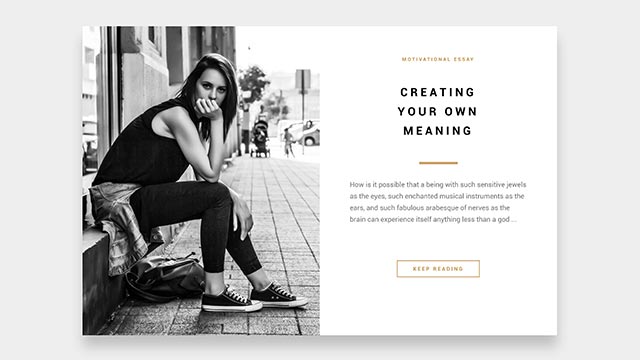 MOTIVATIONAL ESSAY
CREATING
YOUR OWN
MEANING
How is it possible that a being with such sensitive jewels
as the eyes, such enchanted musical instruments as the
ears, and such fabulous arabesque of nerves as the
brain can experience itself anything less than a god ...
KEEP READING